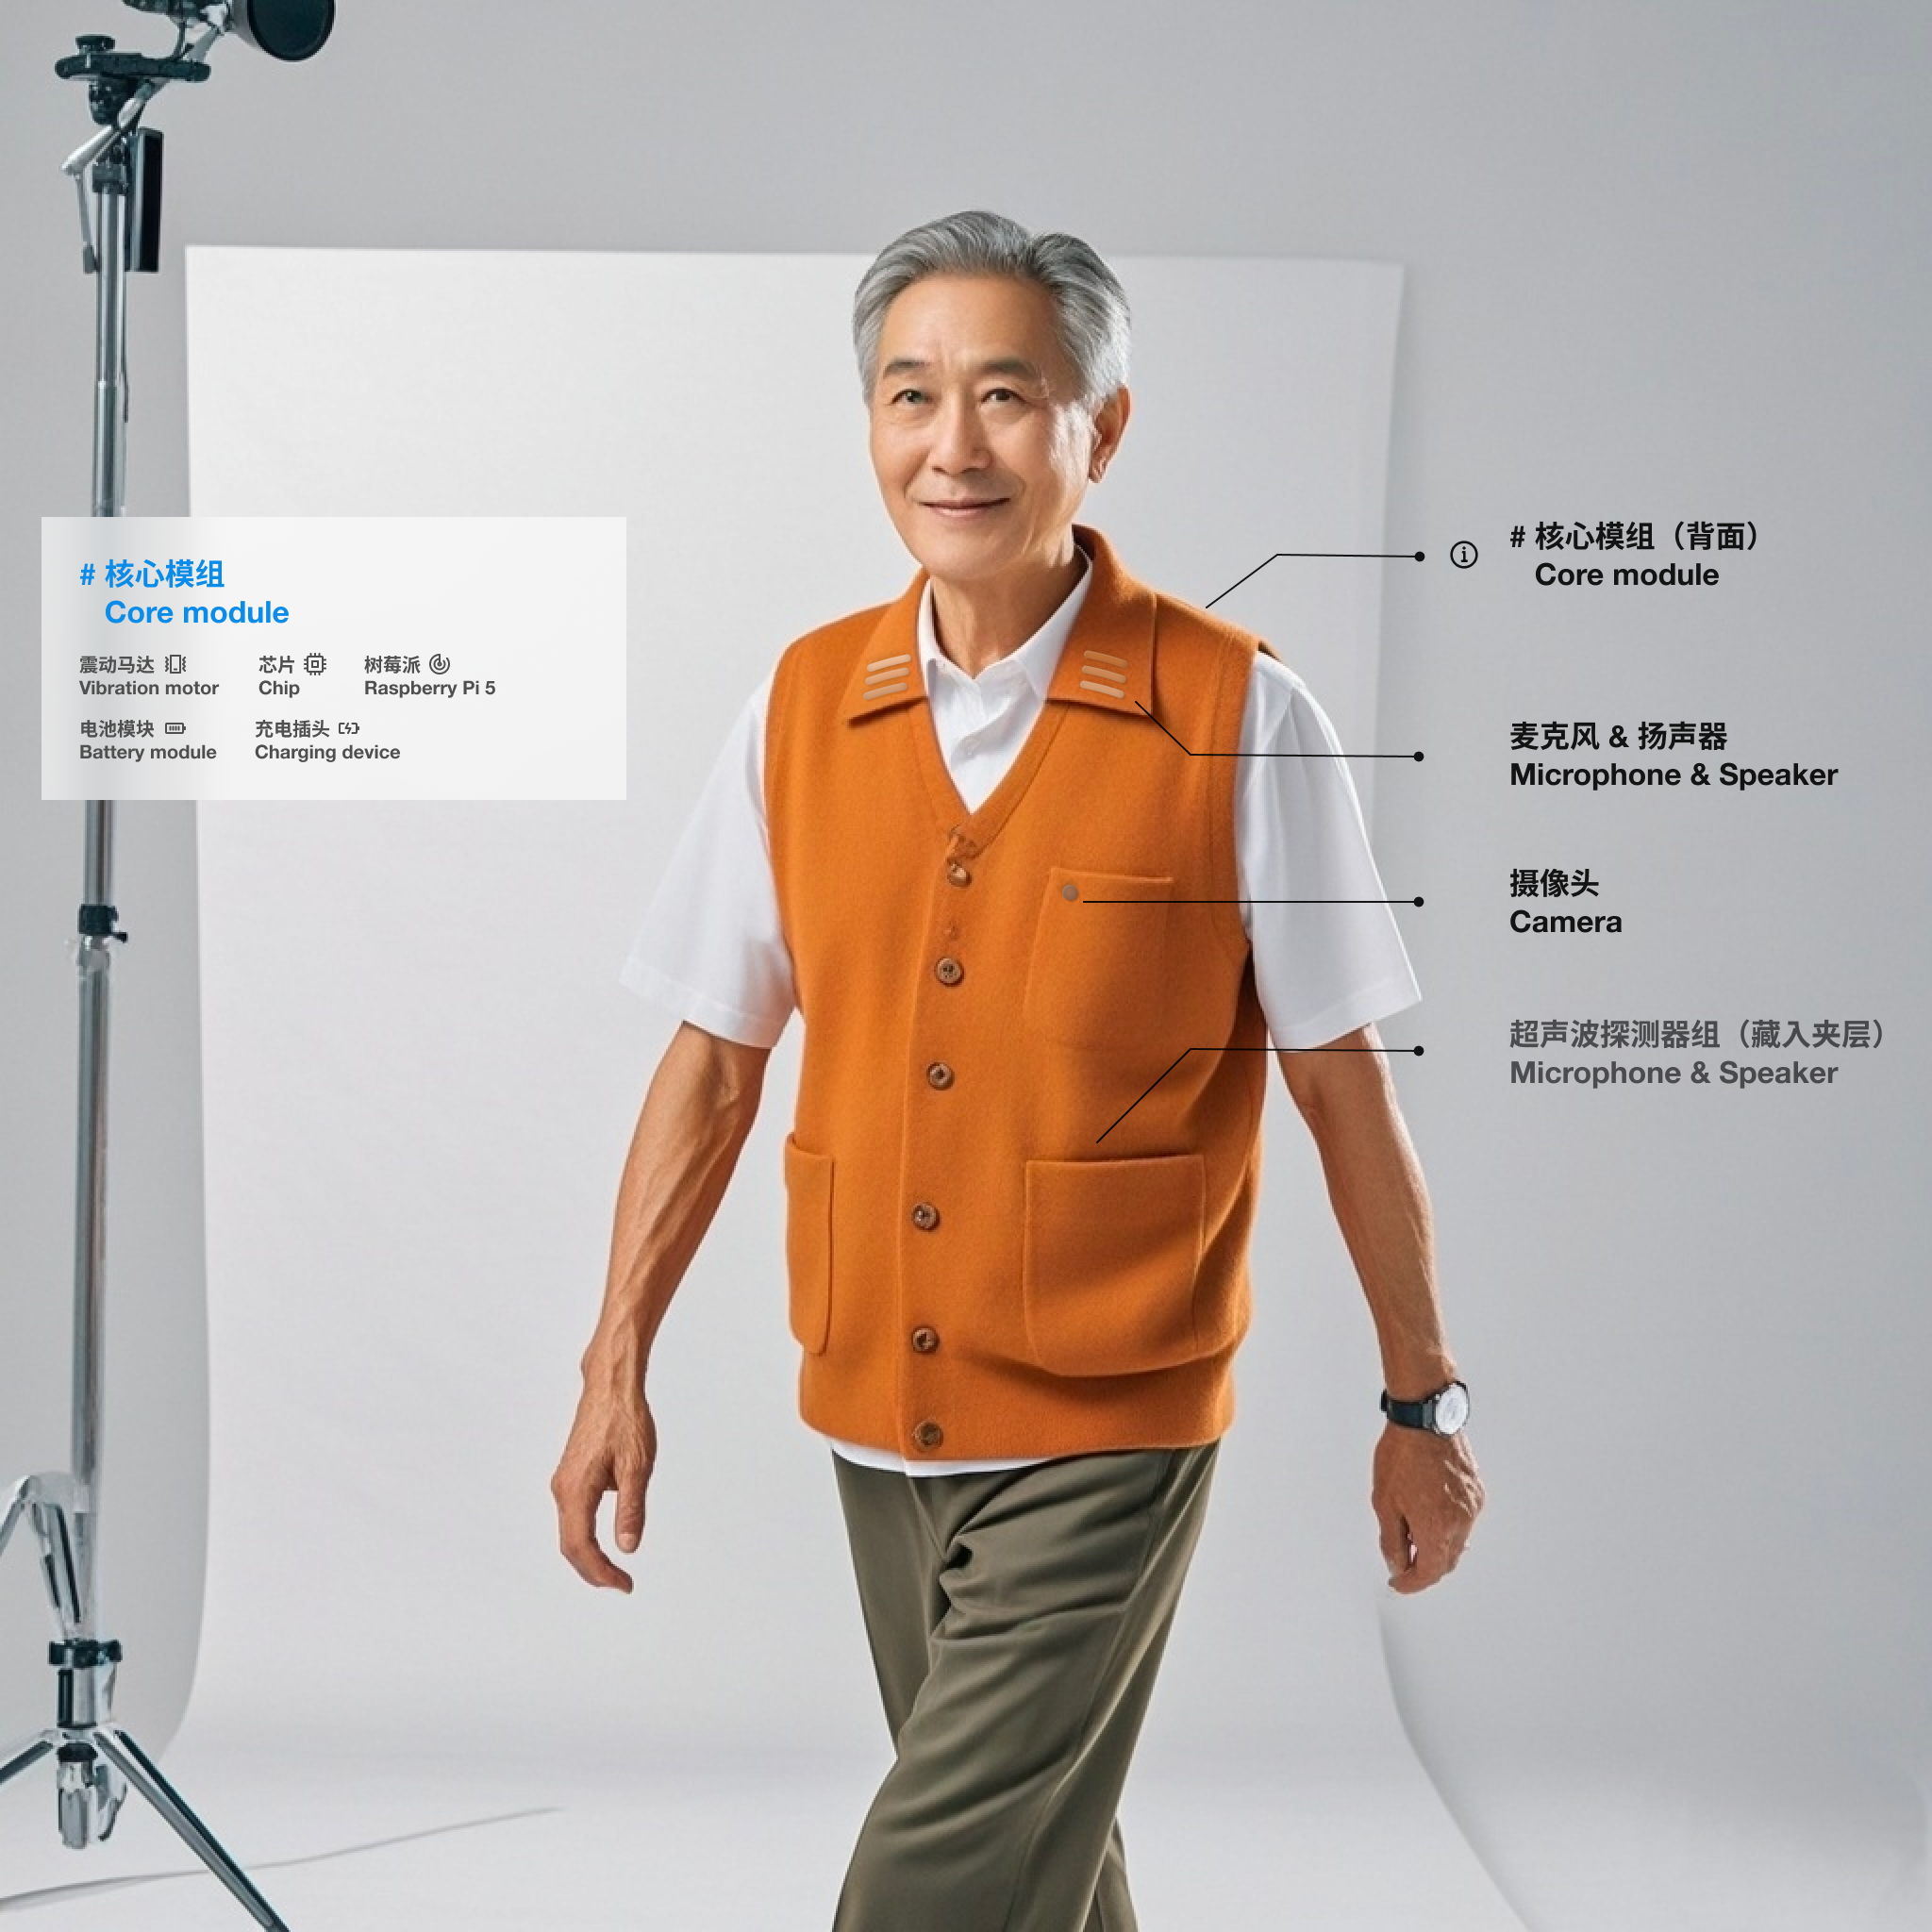 # 核心模组
Core module
震动马达 芯片 树莓派
Vibration motor Chip Raspberry Pi 5
电池模块 充电插头
Battery module Charging device
# 核心模组（背面）
Core module
麦克风 & 扬声器
Microphone & Speaker
摄像头
Camera
超声波探测器组（藏入夹层）
Microphone & Speaker